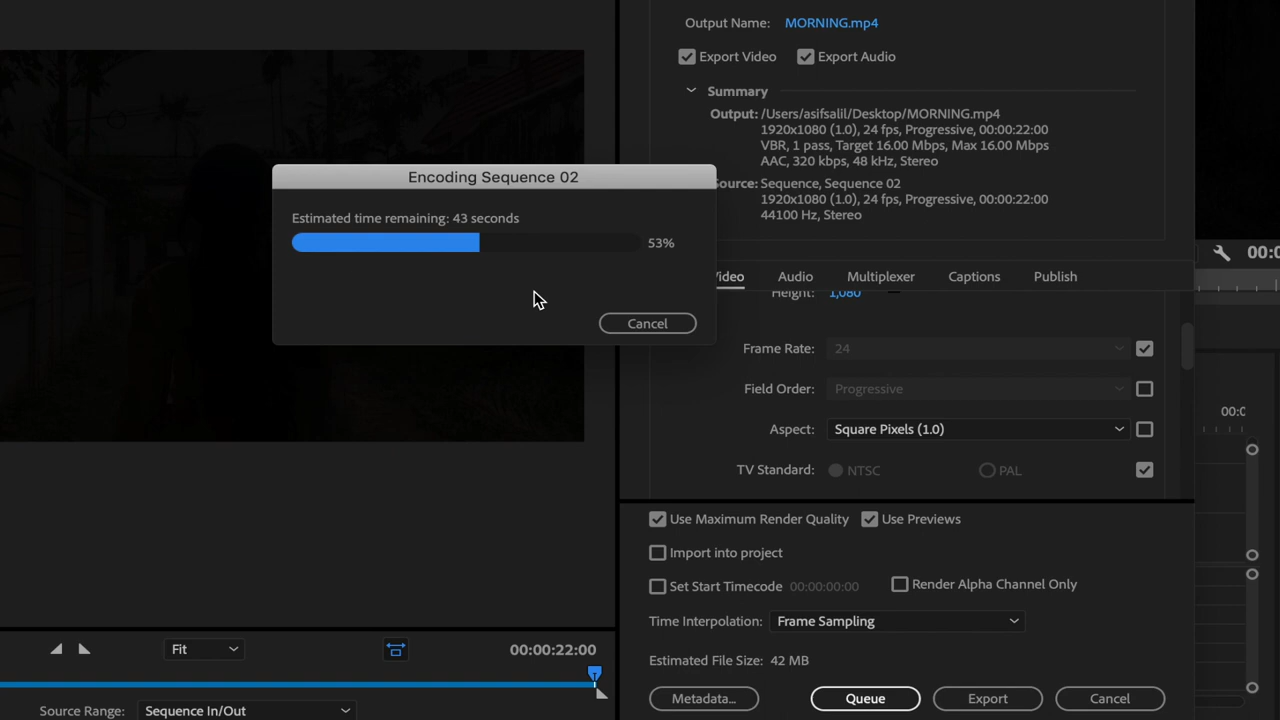 Output Name: MORNING.mp4
Export Video Export Audio
Summary
Output: /Users/asifsalil/Desktop/MORNING.mp4
1920x1080 (1.0), 24 fps, Progressive, 00:00:22:00
VBR, 1 pass, Target 16.00 Mbps, Max 16.00 Mbps
AAC, 320 kbps, 48 kHz, Stereo
Source: Sequence, Sequence 02
1920x1080 (1.0), 24 fps, Progressive, 00:00:22:00
44100 Hz, Stereo
Encoding Sequence 02
Estimated time remaining: 43 seconds
53%
Cancel
Video Audio Multiplexer Captions Publish
Height: 1,080
Frame Rate: 24
Field Order: Progressive
Aspect: Square Pixels (1.0)
TV Standard: NTSC PAL
Use Maximum Render Quality Use Previews
Import into project
Set Start Timecode 00:00:00:00 Render Alpha Channel Only
Time Interpolation: Frame Sampling
Estimated File Size: 42 MB
Metadata... Queue Export Cancel
Fit 00:00:22:00
Source Range: Sequence In/Out